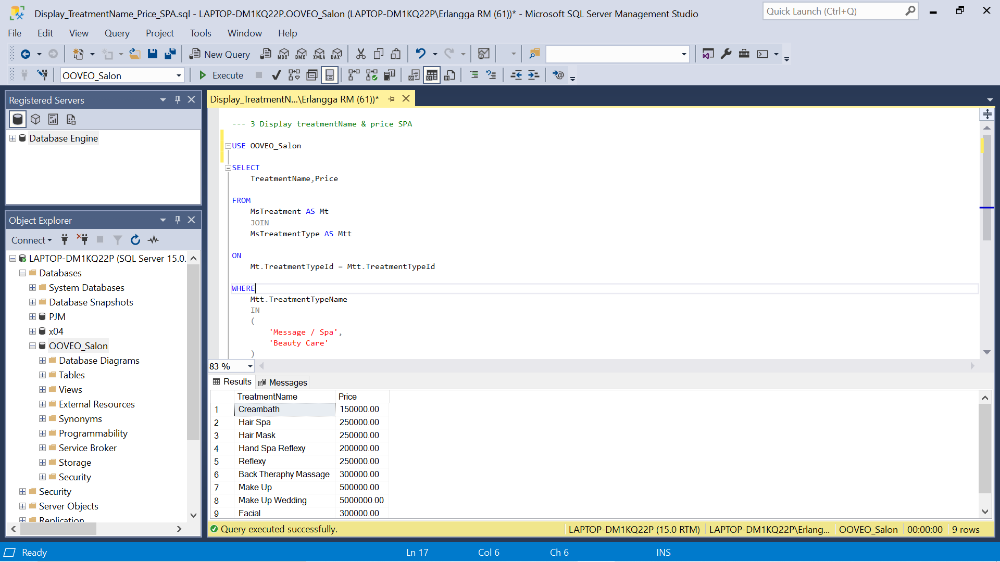 Display_TreatmentName_Price_SPA.sql - LAPTOP-DM1KQ22P.OOVEO_Salon (LAPTOP-DM1KQ22P\Erlangga RM (61))* - Microsoft SQL Server Management Studio
Quick Launch (Ctrl+Q)
File Edit View Query Project Tools Window Help
New Query MDX DMX XMLA DAX
OOVEO_Salon Execute
Registered Servers
Database Engine
Object Explorer
Connect
LAPTOP-DM1KQ22P (SQL Server 15.0.
Databases
System Databases
Database Snapshots
PJM
x04
OOVEO_Salon
Database Diagrams
Tables
Views
External Resources
Synonyms
Programmability
Service Broker
Storage
Security
Security
Server Objects
Replication
Display_TreatmentN...\Erlangga RM (61))*
--- 3 Display treatmentName & price SPA
USE OOVEO_Salon
SELECT
TreatmentName,Price
FROM
MsTreatment AS Mt
JOIN
MsTreatmentType AS Mtt
ON
Mt.TreatmentTypeId = Mtt.TreatmentTypeId
WHERE
Mtt.TreatmentTypeName
IN
(
'Message / Spa',
'Beauty Care'
)
83 %
Results Messages
TreatmentName Price
1 Creambath 150000.00
2 Hair Spa 250000.00
3 Hair Mask 250000.00
4 Hand Spa Reflexy 200000.00
5 Reflexy 250000.00
6 Back Theraphy Massage 300000.00
7 Make Up 500000.00
8 Make Up Wedding 5000000.00
9 Facial 300000.00
Query executed successfully. LAPTOP-DM1KQ22P (15.0 RTM) LAPTOP-DM1KQ22P\Erlang... OOVEO_Salon 00:00:00 9 rows
Ready Ln 17 Col 6 Ch 6 INS